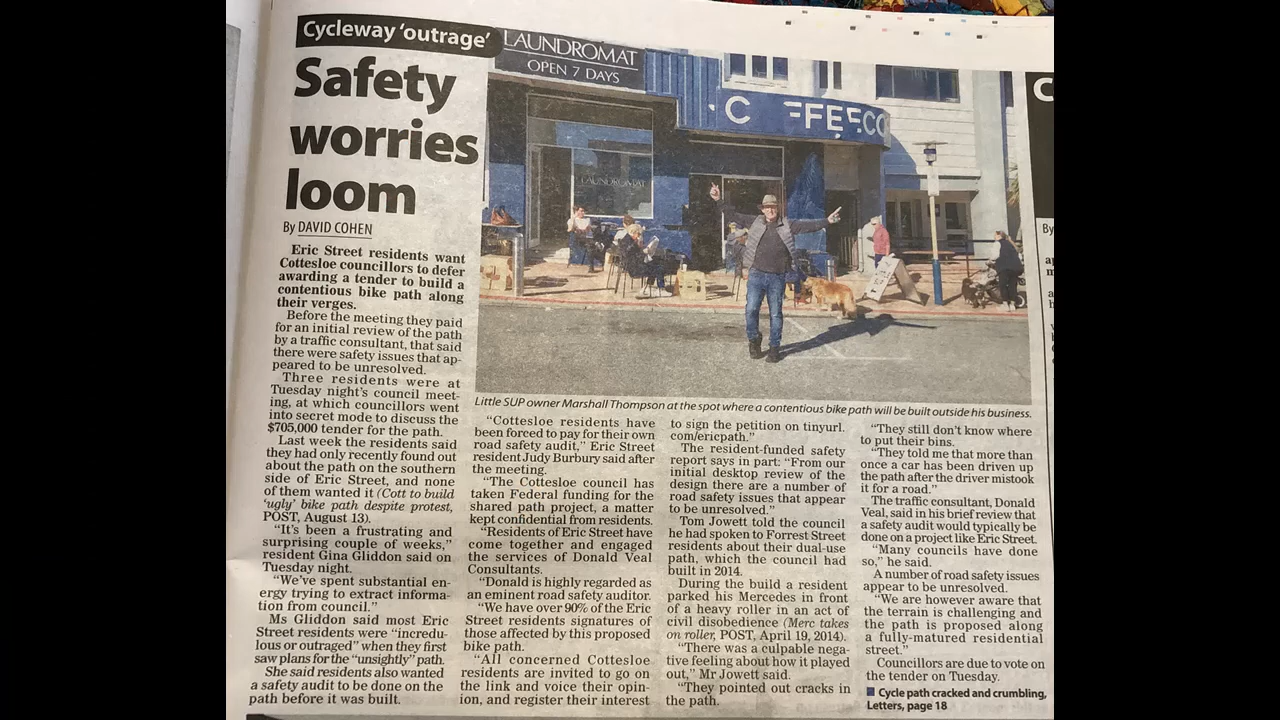 Cycleway 'outrage'
Safety
worries
loom
By DAVID COHEN
Eric Street residents want
Cottesloe councillors to defer
awarding a tender to build a
contentious bike path along
their verges.
Before the meeting they paid
for an initial review of the path
by a traffic consultant, that said
there were safety issues that ap-
peared to be unresolved.
Three residents were at
Tuesday night's council meet-
ing, at which councillors went
into secret mode to discuss the
$705,000 tender for the path.
Last week the residents said
they had only recently found out
about the path on the southern
side of Eric Street, and none
of them wanted it (Cott to build
'ugly' bike path despite protest,
POST, August 13).
"It's been a frustrating and
surprising couple of weeks,"
resident Gina Gliddon said on
Tuesday night.
"We've spent substantial en-
ergy trying to extract informa-
tion from council."
Ms Gliddon said most Eric
Street residents were "incredu-
lous or outraged" when they first
saw plans for the "unsightly" path.
She said residents also wanted
a safety audit to be done on the
path before it was built.
LAUNDROMAT
OPEN 7 DAYS
C FFE CO
LAUNDROMAT
Little SUP owner Marshall Thompson at the spot where a contentious bike path will be built outside his business.
"Cottesloe residents have
been forced to pay for their own
road safety audit," Eric Street
resident Judy Burbury said after
the meeting.
"The Cottesloe council has
taken Federal funding for the
shared path project, a matter
kept confidential from residents.
"Residents of Eric Street have
come together and engaged
the services of Donald Veal
Consultants.
"Donald is highly regarded as
an eminent road safety auditor.
"We have over 90% of the Eric
Street residents signatures of
those affected by this proposed
bike path.
"All concerned Cottesloe
residents are invited to go on
the link and voice their opin-
ion, and register their interest
to sign the petition on tinyurl.
com/ericpath."
The resident-funded safety
report says in part: "From our
initial desktop review of the
design there are a number of
road safety issues that appear
to be unresolved."
Tom Jowett told the council
he had spoken to Forrest Street
residents about their dual-use
path, which the council had
built in 2014.
During the build a resident
parked his Mercedes in front
of a heavy roller in an act of
civil disobedience (Merc takes
on roller, POST, April 19, 2014).
"There was a culpable nega-
tive feeling about how it played
out," Mr Jowett said.
"They pointed out cracks in
the path.
"They still don't know where
to put their bins.
"They told me that more than
once a car has been driven up
the path after the driver mistook
it for a road."
The traffic consultant, Donald
Veal, said in his brief review that
a safety audit would typically be
done on a project like Eric Street.
"Many councils have done
so," he said.
A number of road safety issues
appear to be unresolved.
"We are however aware that
the terrain is challenging and
the path is proposed along
a fully-matured residential
street."
Councillors are due to vote on
the tender on Tuesday.
Cycle path cracked and crumbling,
Letters, page 18
C
By